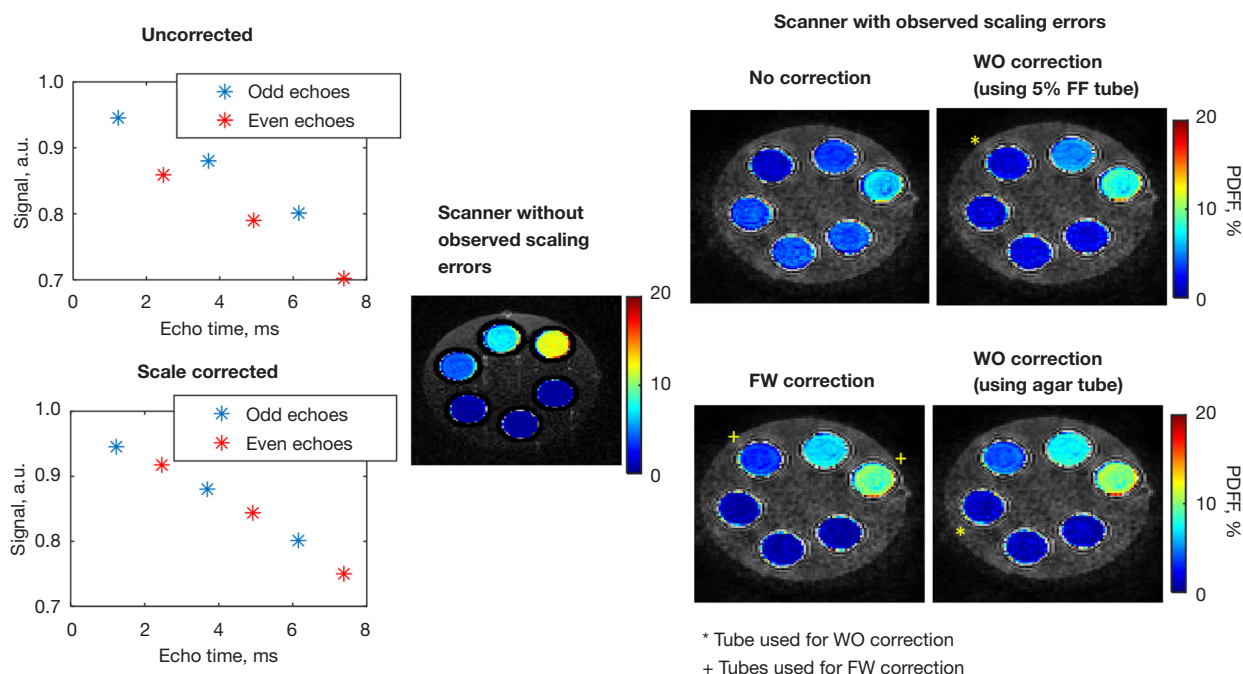 Uncorrected
1.0
0.9
0.8
0.7
Signal, a.u.
Odd echoes
Even echoes
0 2 4 6 8
Echo time, ms
Scale corrected
1.0
0.9
0.8
0.7
Signal, a.u.
Odd echoes
Even echoes
0 2 4 6 8
Echo time, ms
Scanner without
observed scaling
errors
20
10
0
Scanner with observed scaling errors
No correction
WO correction
(using 5% FF tube)
*
20
10
0
PDFF, %
FW correction
+
+
WO correction
(using agar tube)
*
20
10
0
PDFF, %
* Tube used for WO correction
+ Tubes used for FW correction